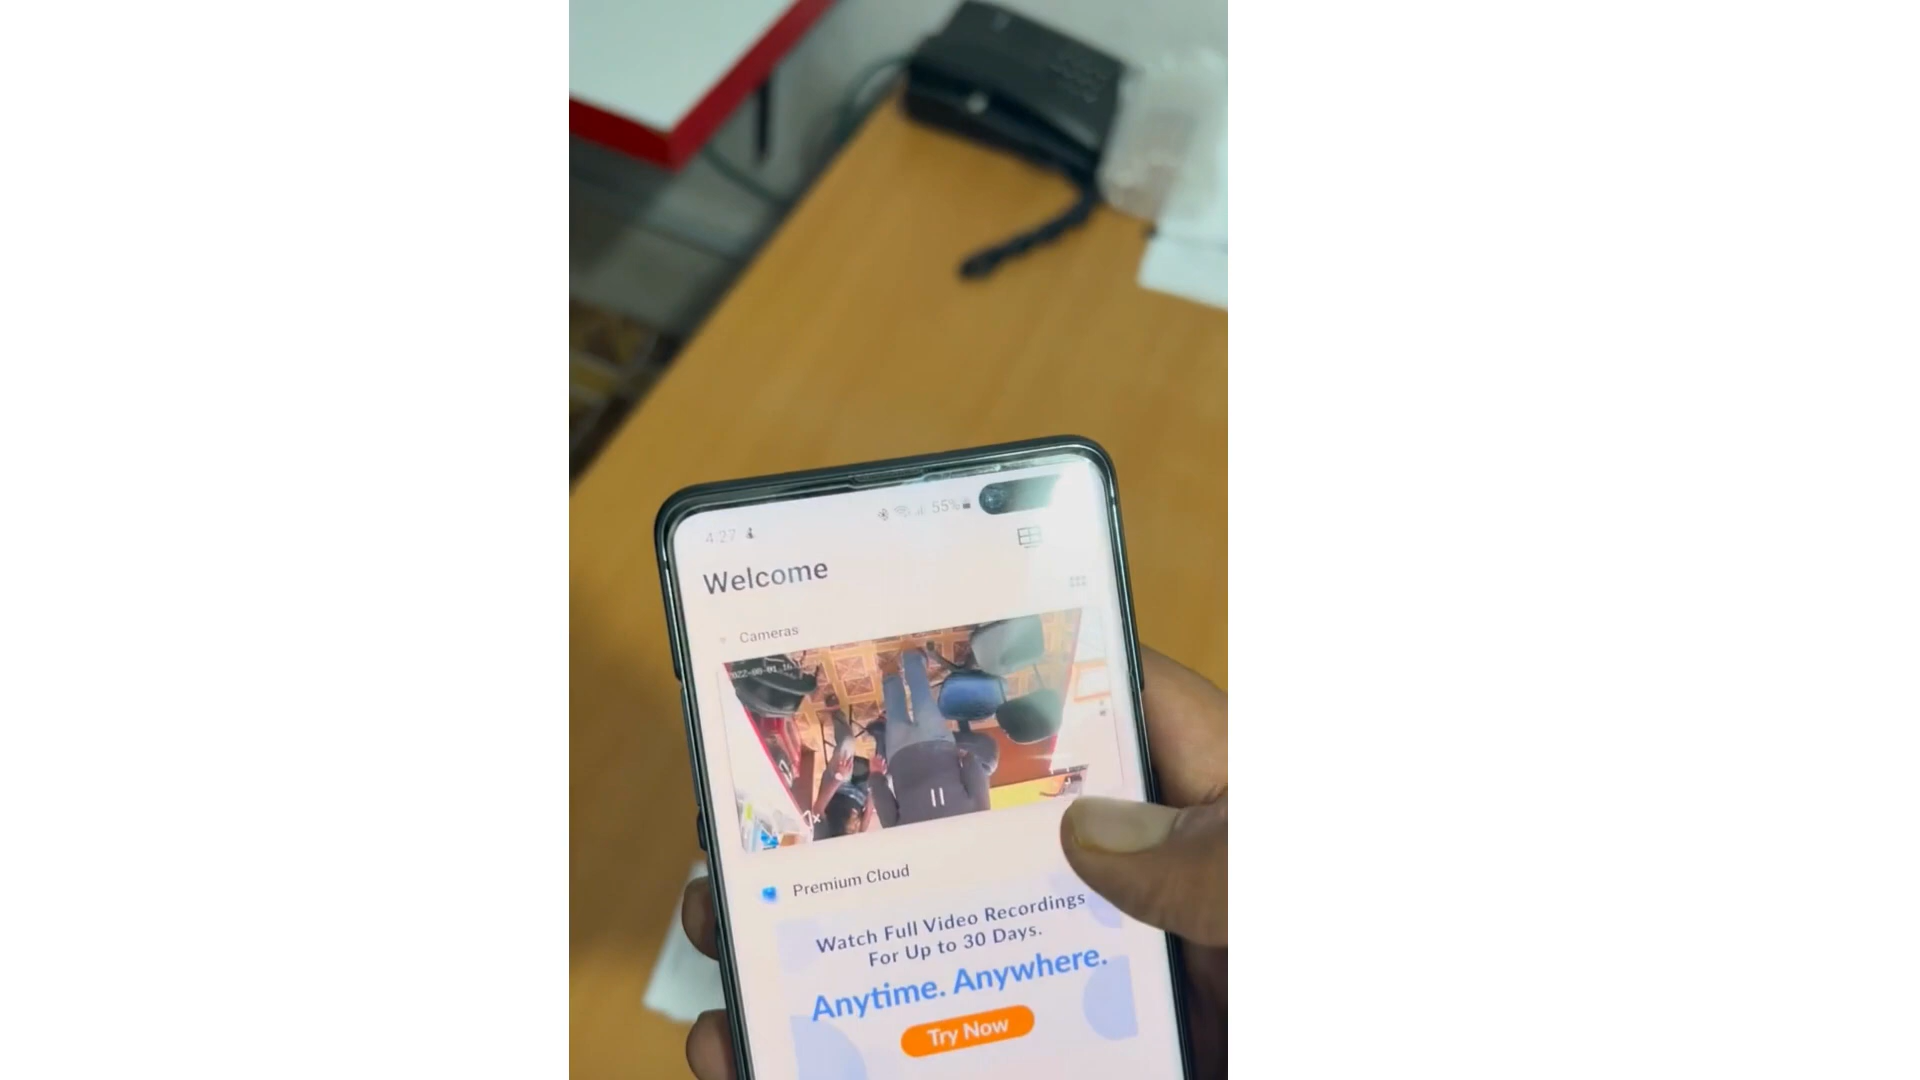 4:27
55%
Welcome
Cameras
Premium Cloud
Watch Full Video Recordings
For Up to 30 Days.
Anytime. Anywhere.
Try Now